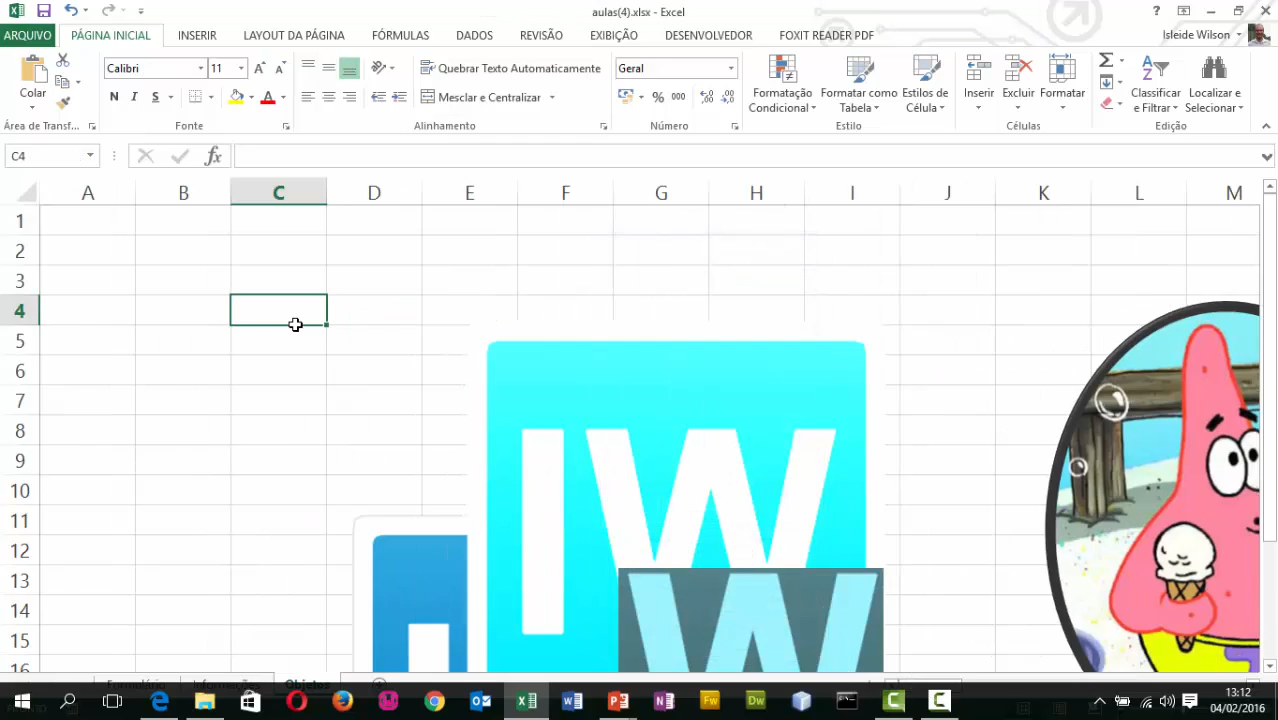 aulas(4).xlsx - Excel
ARQUIVO PÁGINA INICIAL INSERIR LAYOUT DA PÁGINA FÓRMULAS DADOS REVISÃO EXIBIÇÃO DESENVOLVEDOR FOXIT READER PDF Isleide Wilson
Colar
Calibri 11
N I S
Quebrar Texto Automaticamente
Mesclar e Centralizar
Geral
% 000
Formatação Condicional
Formatar como Tabela
Estilos de Célula
Inserir
Excluir
Formatar
Classificar e Filtrar
Localizar e Selecionar
Área de Transf... Fonte Alinhamento Número Estilo Células Edição
C4
fx
A B C D E F G H I J K L M
1
2
3
4
5
6
7
8
9
10
11
12
13
14
15
16
IW
W
Formulário Informações Objetos
13:12
04/02/2016